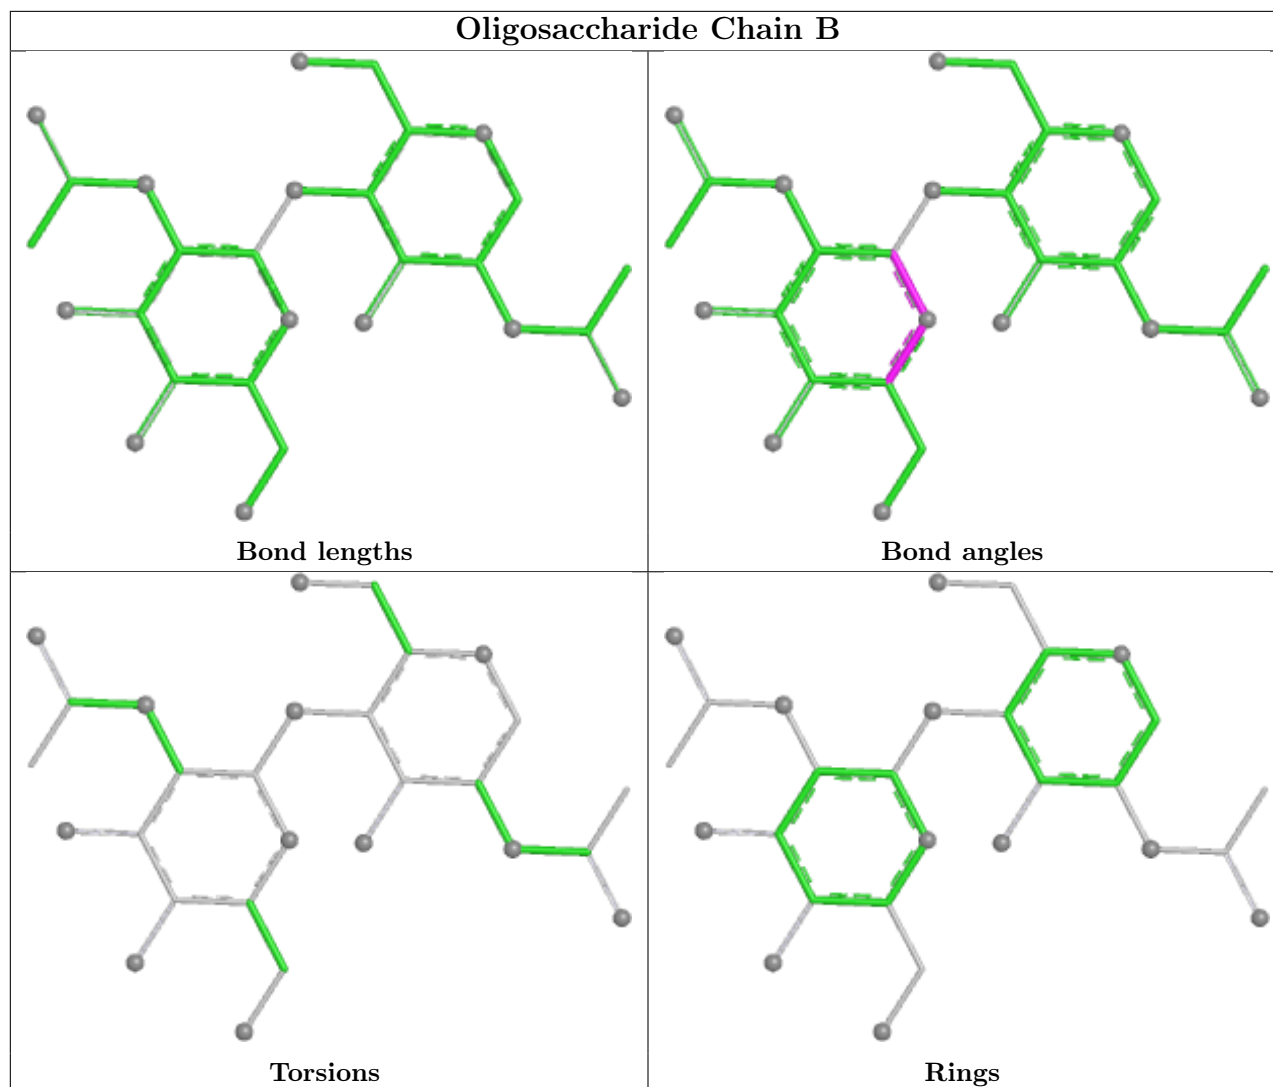 Oligosaccharide Chain B
Bond lengths
Bond angles
Torsions
Rings